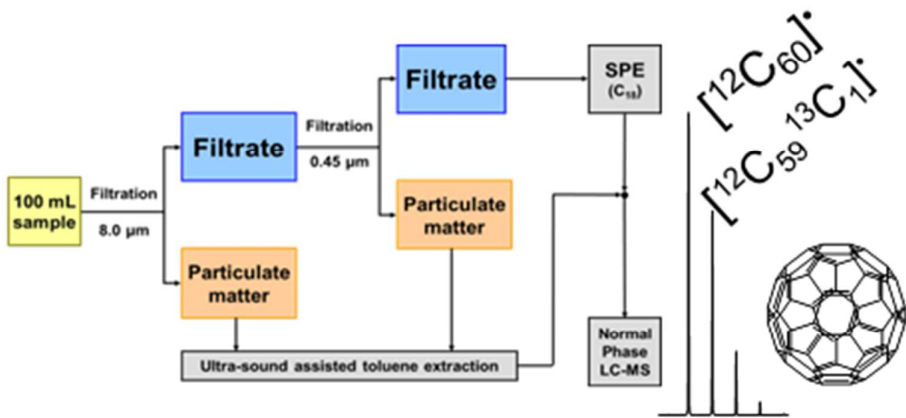 100 mL
sample
Filtration
8.0 µm
Filtrate
Particulate
matter
Filtration
0.45 µm
Filtrate
Particulate
matter
SPE
(C₁₈)
Ultra-sound assisted toluene extraction
Normal
Phase
LC-MS
[¹²C₆₀]•
[¹²C₅₉ ¹³C₁]•